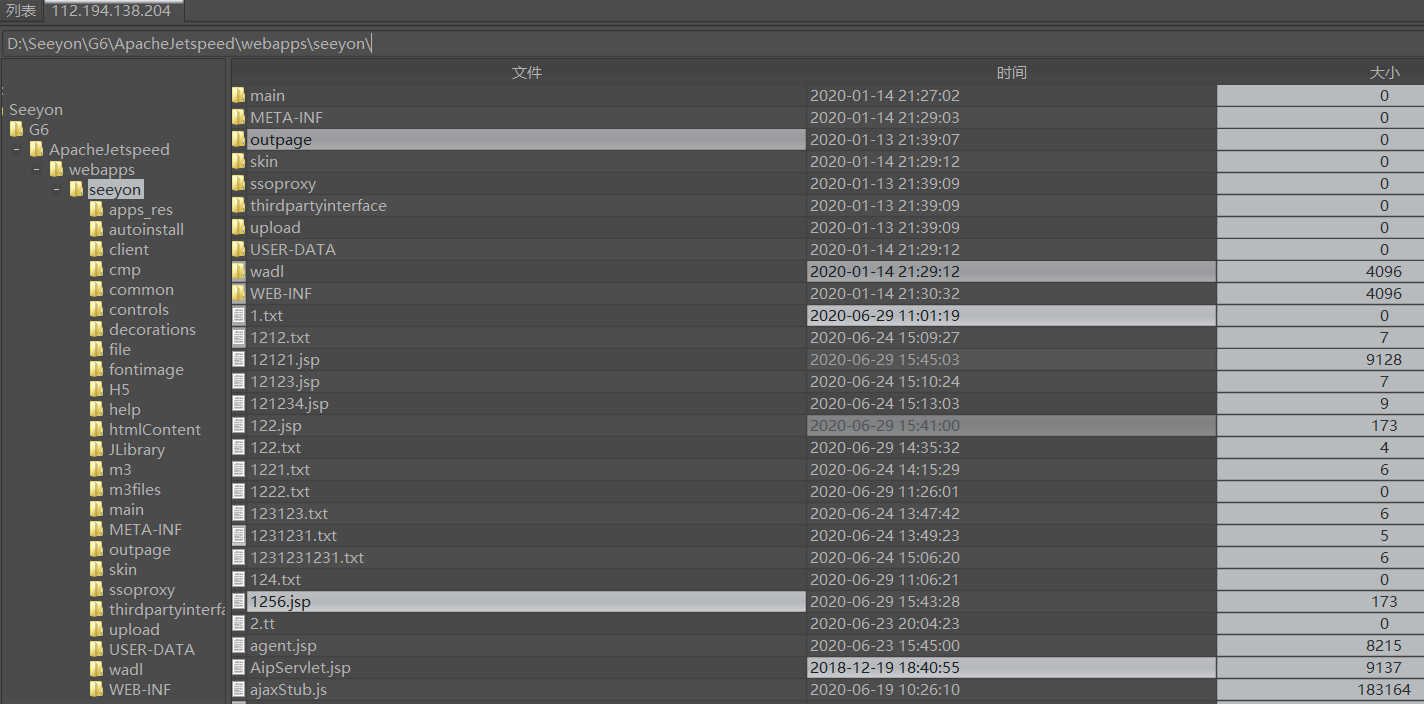 列表 112.194.138.204
D:\Seeyon\G6\ApacheJetspeed\webapps\seeyon\
Seeyon
G6
ApacheJetspeed
webapps
seeyon
apps_res
autoinstall
client
cmp
common
controls
decorations
file
fontimage
H5
help
htmlContent
JLibrary
m3
m3files
main
META-INF
outpage
skin
ssoproxy
thirdpartyinterfa
upload
USER-DATA
wadl
WEB-INF
文件 时间 大小
main 2020-01-14 21:27:02 0
META-INF 2020-01-14 21:29:03 0
outpage 2020-01-13 21:39:07 0
skin 2020-01-14 21:29:12 0
ssoproxy 2020-01-13 21:39:09 0
thirdpartyinterface 2020-01-13 21:39:09 0
upload 2020-01-13 21:39:09 0
USER-DATA 2020-01-14 21:29:12 0
wadl 2020-01-14 21:29:12 4096
WEB-INF 2020-01-14 21:30:32 4096
1.txt 2020-06-29 11:01:19 0
1212.txt 2020-06-24 15:09:27 7
12121.jsp 2020-06-29 15:45:03 9128
12123.jsp 2020-06-24 15:10:24 7
121234.jsp 2020-06-24 15:13:03 9
122.jsp 2020-06-29 15:41:00 173
122.txt 2020-06-29 14:35:32 4
1221.txt 2020-06-24 14:15:29 6
1222.txt 2020-06-29 11:26:01 0
123123.txt 2020-06-24 13:47:42 6
1231231.txt 2020-06-24 13:49:23 5
1231231231.txt 2020-06-24 15:06:20 6
124.txt 2020-06-29 11:06:21 0
1256.jsp 2020-06-29 15:43:28 173
2.tt 2020-06-23 20:04:23 0
agent.jsp 2020-06-23 15:45:00 8215
AipServlet.jsp 2018-12-19 18:40:55 9137
ajaxStub.js 2020-06-19 10:26:10 183164